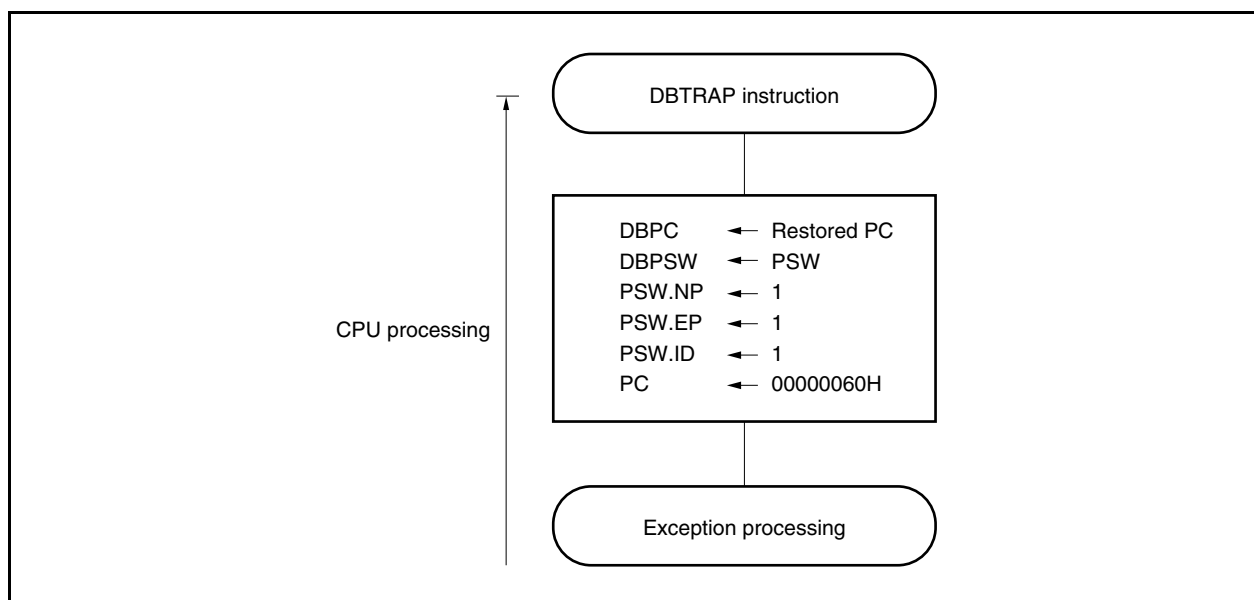 DBTRAP instruction
DBPC ← Restored PC
DBPSW ← PSW
PSW.NP ← 1
PSW.EP ← 1
PSW.ID ← 1
PC ← 00000060H
CPU processing
Exception processing